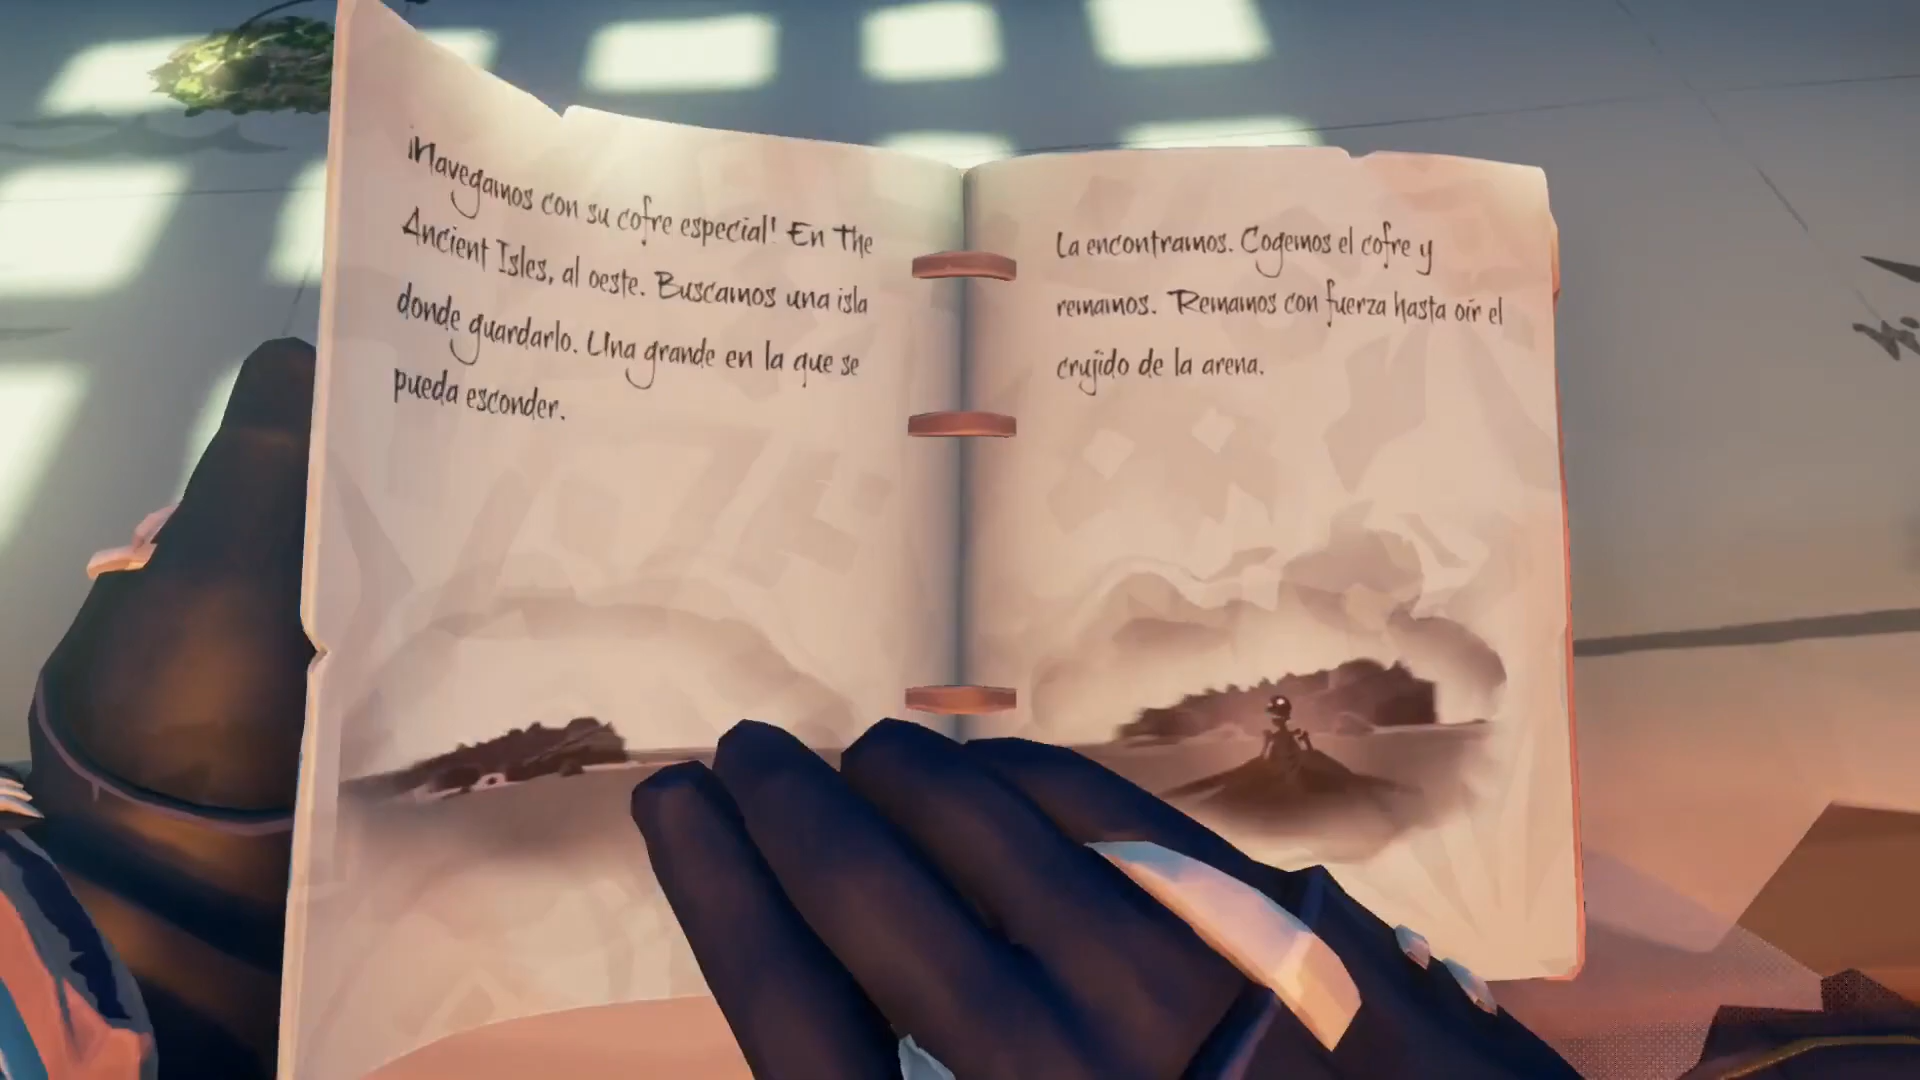 ¡Navegamos con su cofre especial! En The
Ancient Isles, al oeste. Buscamos una isla
donde guardarlo. Una grande en la que se
pueda esconder.
La encontramos. Cogemos el cofre y
remamos. Remamos con fuerza hasta oír el
crujido de la arena.